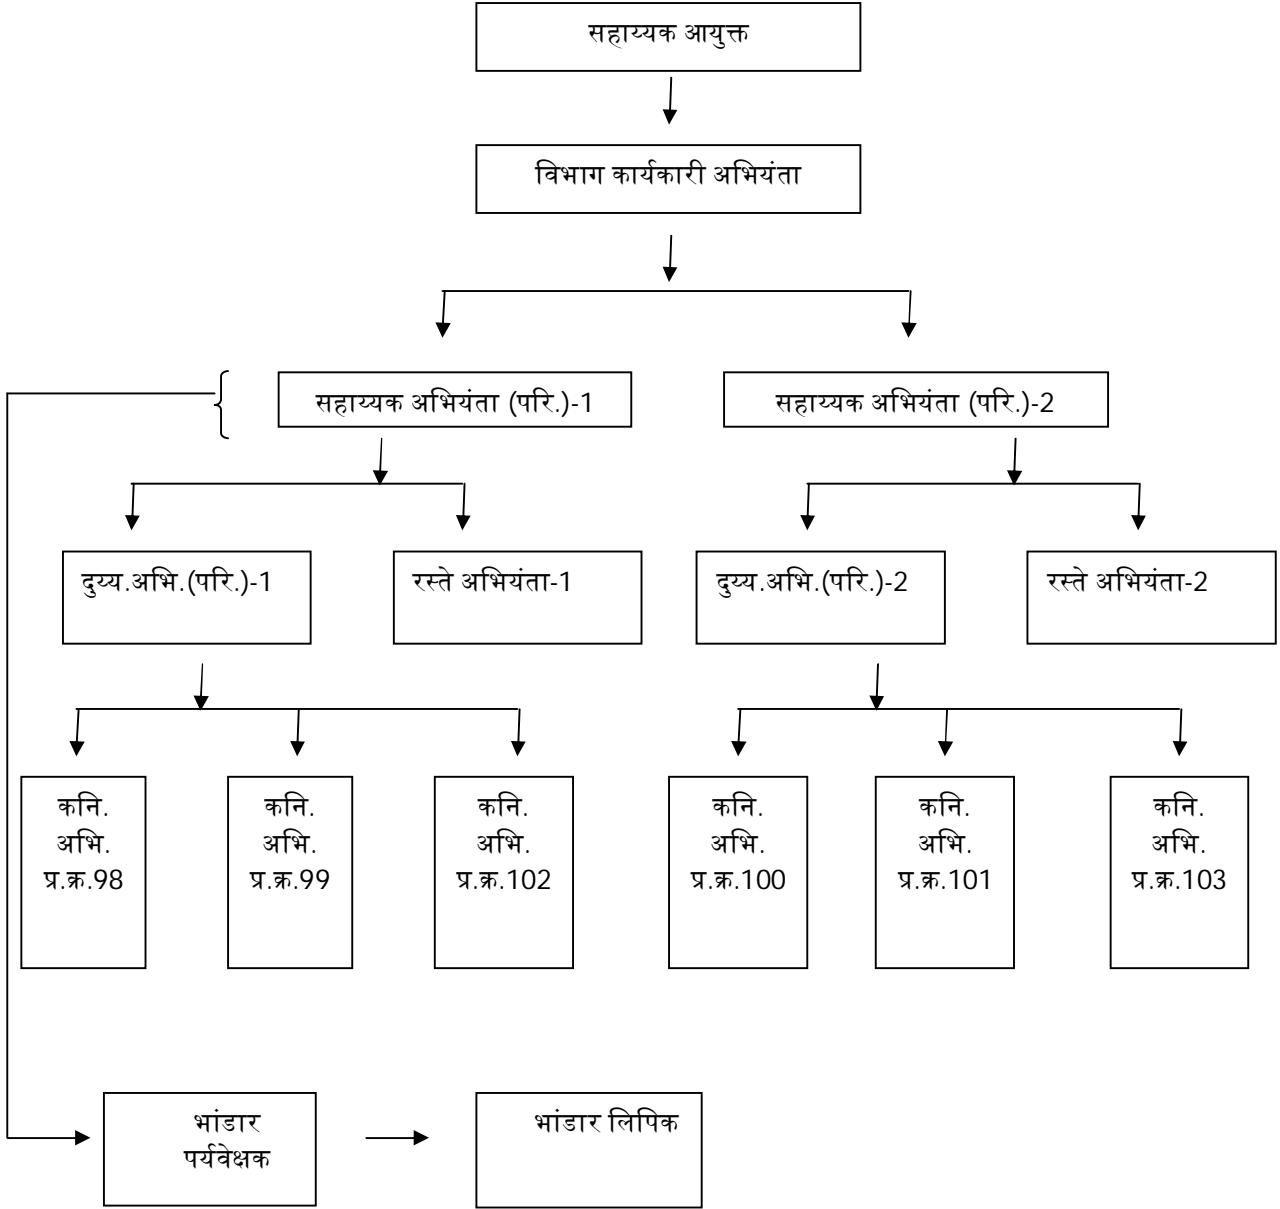 सहाय्यक आयुक्त
विभाग कार्यकारी अभियंता
सहाय्यक अभियंता (परि.)-1
सहाय्यक अभियंता (परि.)-2
दुय्य.अभि.(परि.)-1
रस्ते अभियंता-1
दुय्य.अभि.(परि.)-2
रस्ते अभियंता-2
कनि.
अभि.
प्र.क्र.98
कनि.
अभि.
प्र.क्र.99
कनि.
अभि.
प्र.क्र.102
कनि.
अभि.
प्र.क्र.100
कनि.
अभि.
प्र.क्र.101
कनि.
अभि.
प्र.क्र.103
भांडार
पर्यवेक्षक
भांडार लिपिक